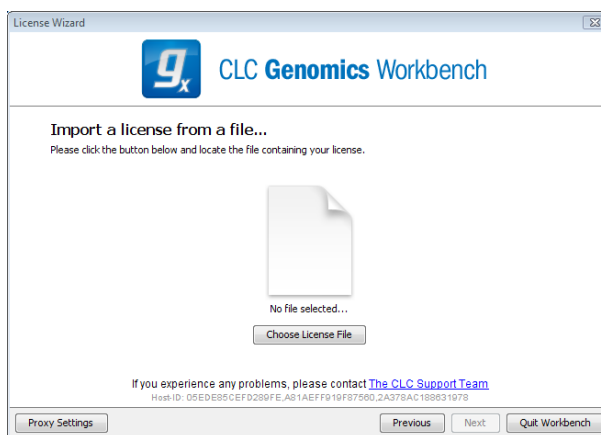 License Wizard
gx CLC Genomics Workbench
Import a license from a file...
Please click the button below and locate the file containing your license.
No file selected...
Choose License File
If you experience any problems, please contact The CLC Support Team
Host-ID: 05EDE85CEFD289FE,A81AEFF919F87560,2A378AC188631978
Proxy Settings Previous Next Quit Workbench